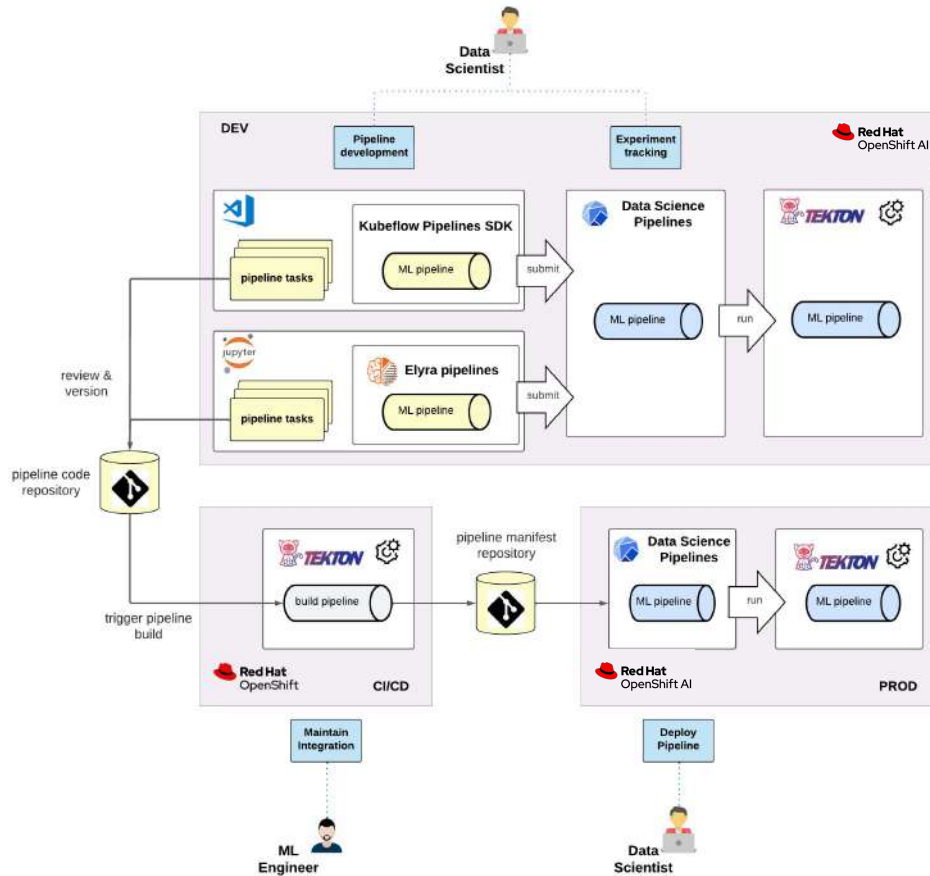 Data
Scientist
DEV
Pipeline
development
Experiment
tracking
Red Hat
OpenShift AI
Kubeflow Pipelines SDK
pipeline tasks
ML pipeline
submit
Data Science
Pipelines
ML pipeline
run
TEKTON
ML pipeline
jupyter
Elyra pipelines
pipeline tasks
ML pipeline
submit
review &
version
pipeline code
repository
trigger pipeline
build
TEKTON
build pipeline
Red Hat
OpenShift
CI/CD
pipeline manifest
repository
Data Science
Pipelines
ML pipeline
run
TEKTON
ML pipeline
Red Hat
OpenShift AI
PROD
Maintain
Integration
Deploy
Pipeline
ML
Engineer
Data
Scientist